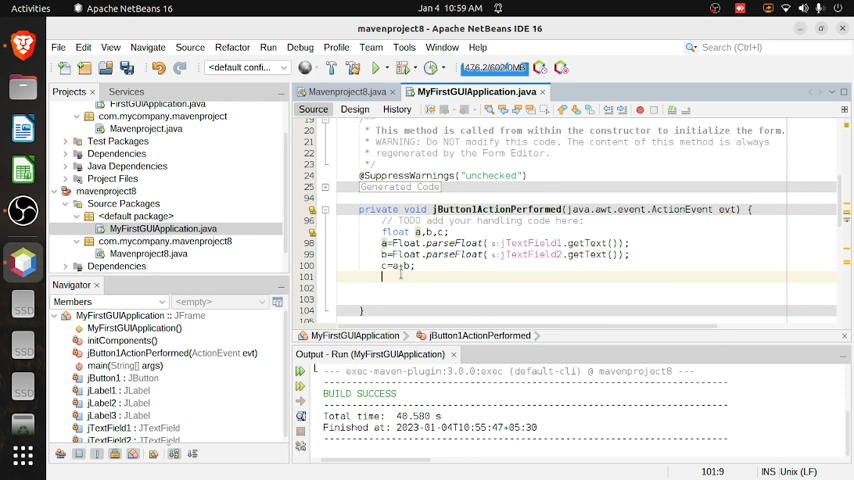 Activities
Apache NetBeans IDE 16
Jan 4 10:59 AM
mavenproject8 - Apache NetBeans IDE 16
File Edit View Navigate Source Refactor Run Debug Profile Team Tools Window Help
Search (Ctrl+I)
<default confi...
476.2/602.0MB
Projects
Services
FirstGUIApplication.java
com.mycompany.mavenproject
Mavenproject.java
Test Packages
Dependencies
Java Dependencies
Project Files
mavenproject8
Source Packages
<default package>
MyFirstGUIApplication.java
com.mycompany.mavenproject8
Mavenproject8.java
Dependencies
Navigator
Members
<empty>
MyFirstGUIApplication :: JFrame
MyFirstGUIApplication()
initComponents()
jButton1ActionPerformed(ActionEvent evt)
main(String[] args)
jButton1 : JButton
jLabel1 : JLabel
jLabel2 : JLabel
jLabel3 : JLabel
jTextField1 : JTextField
jTextField2 : JTextField
Mavenproject8.java
MyFirstGUIApplication.java
Source Design History
19 /**
20 * This method is called from within the constructor to initialize the form.
21 * WARNING: Do NOT modify this code. The content of this method is always
22 * regenerated by the Form Editor.
23 */
24 @SuppressWarnings("unchecked")
25 Generated Code
94
private void jButton1ActionPerformed(java.awt.event.ActionEvent evt) {
96 // TODO add your handling code here:
float a,b,c;
98 a=Float.parseFloat( s:jTextField1.getText());
99 b=Float.parseFloat( s:jTextField2.getText());
100 c=a+b;
101
102
103
104 }
105
MyFirstGUIApplication
jButton1ActionPerformed
Output - Run (MyFirstGUIApplication)
--- exec-maven-plugin:3.0.0:exec (default-cli) @ mavenproject8 ---
------------------------------------------------------------------------
BUILD SUCCESS
------------------------------------------------------------------------
Total time: 40.580 s
Finished at: 2023-01-04T10:55:47+05:30
------------------------------------------------------------------------
101:9
INS
Unix (LF)
SSD
SSD
SSD